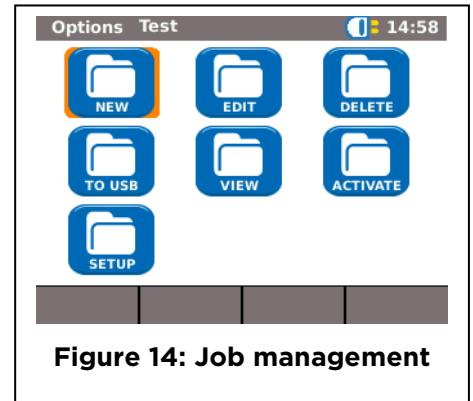 Options Test 14:58
NEW EDIT DELETE
TO USB VIEW ACTIVATE
SETUP
Figure 14: Job management